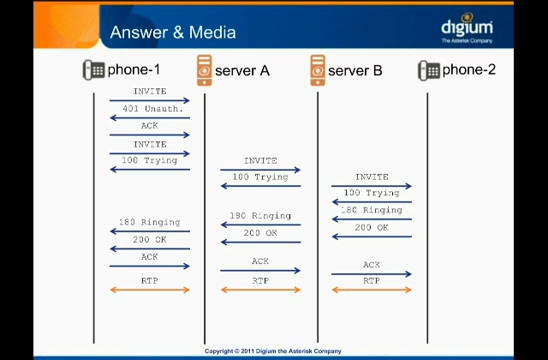 Answer & Media
digium
The Asterisk Company
phone-1
server A
server B
phone-2
INVITE
401 Unauth.
ACK
INVITE
100 Trying
INVITE
100 Trying
INVITE
100 Trying
180 Ringing
200 OK
180 Ringing
200 OK
180 Ringing
200 OK
ACK
ACK
ACK
RTP
RTP
RTP
Copyright © 2011 Digium the Asterisk Company